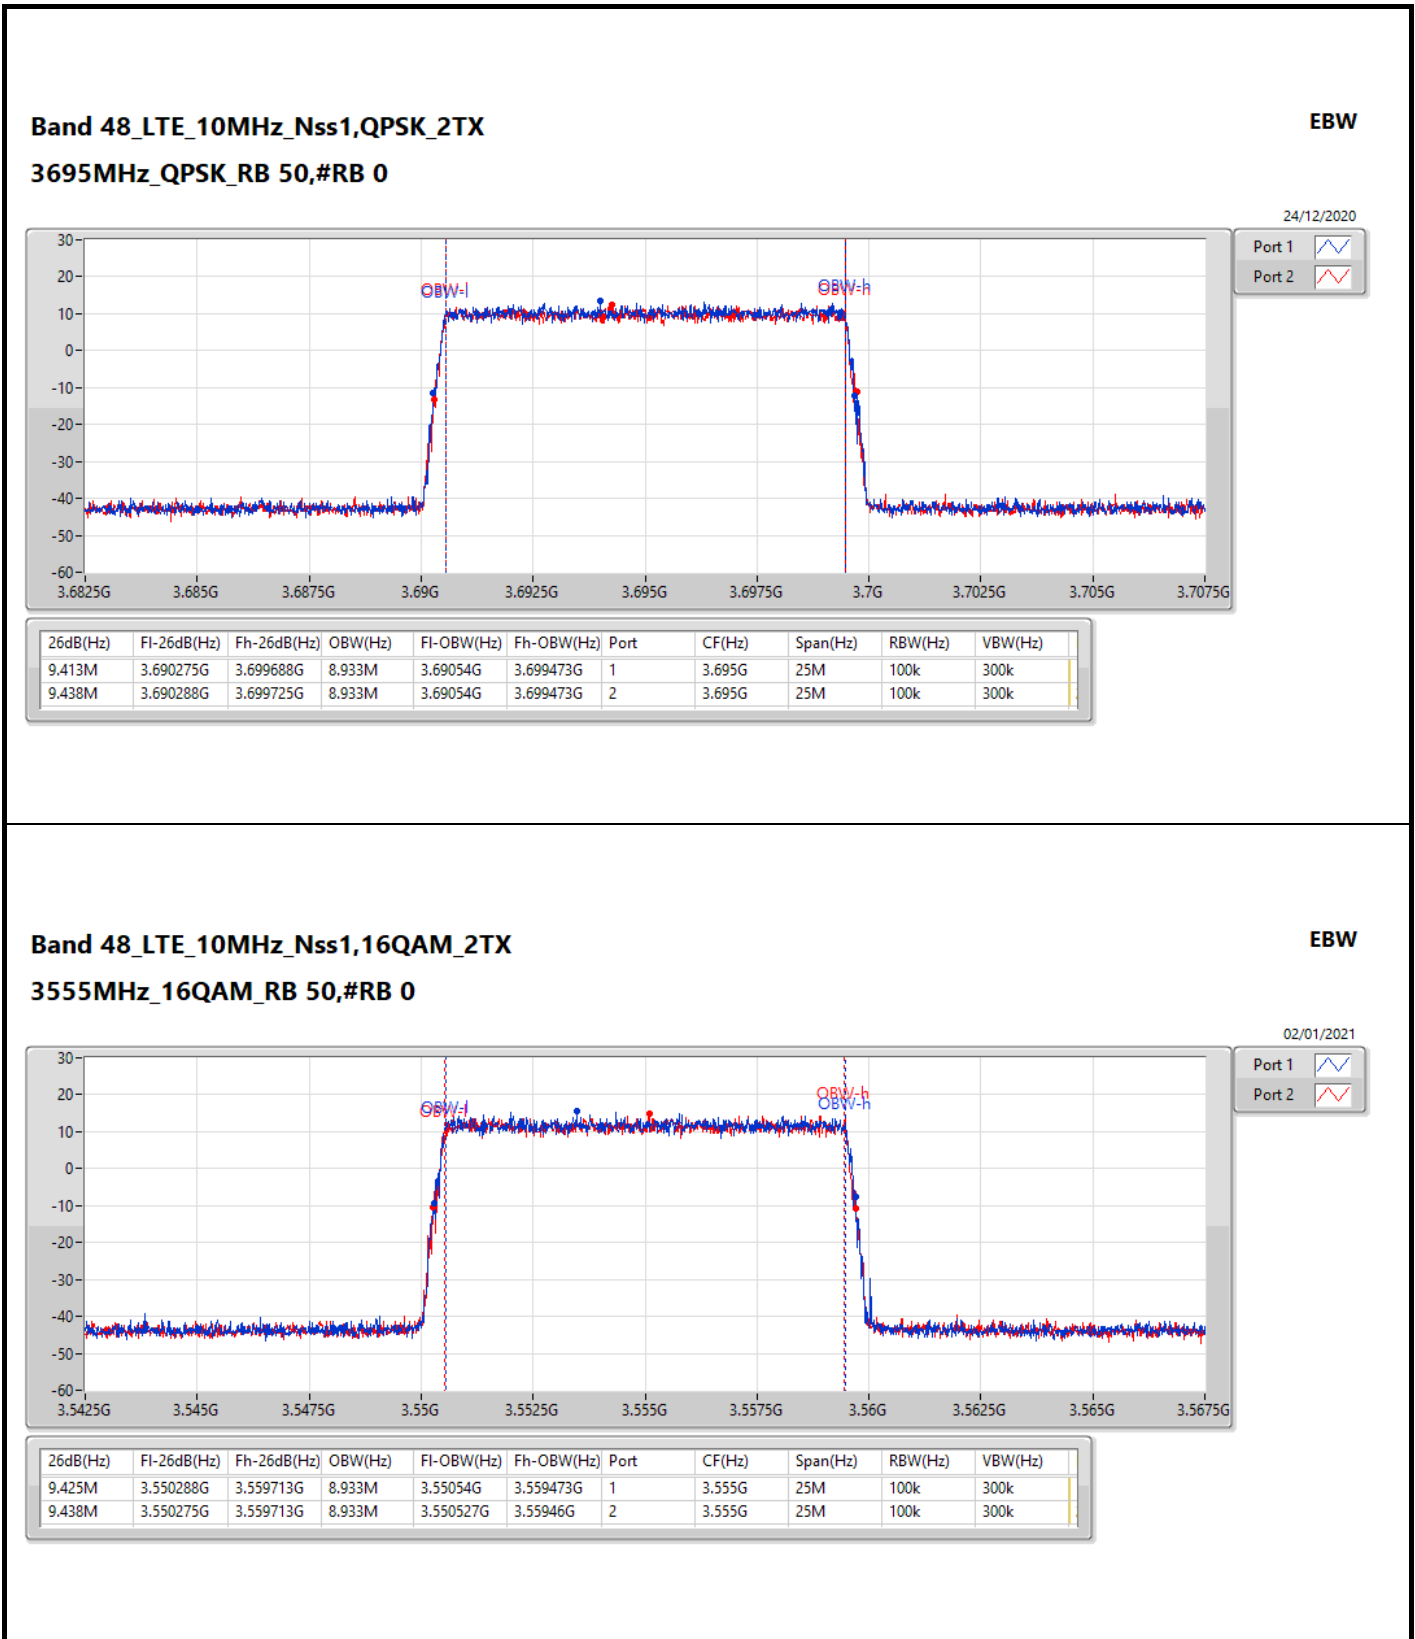 Band 48_LTE_10MHz_Nss1,QPSK_2TX
EBW
3695MHz_QPSK_RB 50,#RB 0
24/12/2020
Port 1
Port 2
OBW-l
OBW-l
OBW-h
OBW-h
30
20
10
0
-10
-20
-30
-40
-50
-60
3.6825G 3.685G 3.6875G 3.69G 3.6925G 3.695G 3.6975G 3.7G 3.7025G 3.705G 3.7075G
26dB(Hz) Fl-26dB(Hz) Fh-26dB(Hz) OBW(Hz) Fl-OBW(Hz) Fh-OBW(Hz) Port CF(Hz) Span(Hz) RBW(Hz) VBW(Hz)
9.413M 3.690275G 3.699688G 8.933M 3.69054G 3.699473G 1 3.695G 25M 100k 300k
9.438M 3.690288G 3.699725G 8.933M 3.69054G 3.699473G 2 3.695G 25M 100k 300k
Band 48_LTE_10MHz_Nss1,16QAM_2TX
EBW
3555MHz_16QAM_RB 50,#RB 0
02/01/2021
Port 1
Port 2
OBW-l
OBW-l
OBW-h
OBW-h
30
20
10
0
-10
-20
-30
-40
-50
-60
3.5425G 3.545G 3.5475G 3.55G 3.5525G 3.555G 3.5575G 3.56G 3.5625G 3.565G 3.5675G
26dB(Hz) Fl-26dB(Hz) Fh-26dB(Hz) OBW(Hz) Fl-OBW(Hz) Fh-OBW(Hz) Port CF(Hz) Span(Hz) RBW(Hz) VBW(Hz)
9.425M 3.550288G 3.559713G 8.933M 3.55054G 3.559473G 1 3.555G 25M 100k 300k
9.438M 3.550275G 3.559713G 8.933M 3.550527G 3.55946G 2 3.555G 25M 100k 300k